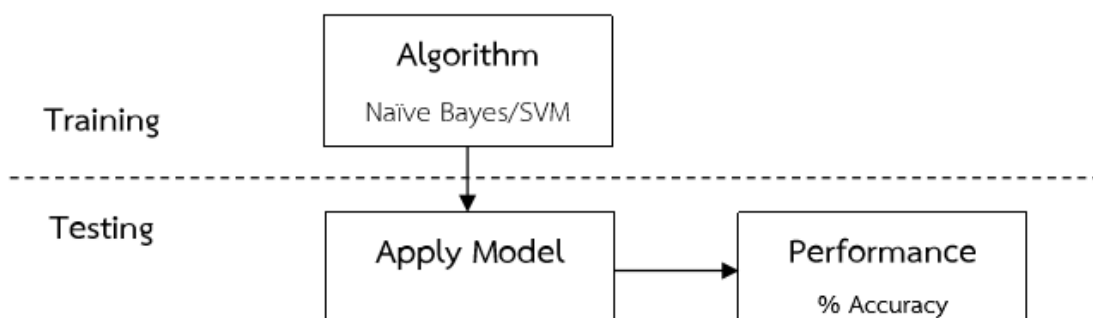 Algorithm
Naïve Bayes/SVM
Training
Testing
Apply Model
Performance
% Accuracy